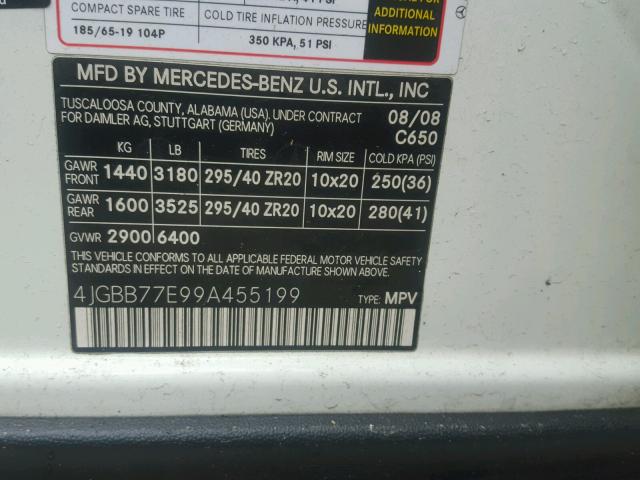 COMPACT SPARE TIRE
185/65-19 104P
COLD TIRE INFLATION PRESSURE
350 KPA, 51 PSI
FOR
ADDITIONAL
INFORMATION
MFD BY MERCEDES-BENZ U.S. INTL., INC
TUSCALOOSA COUNTY, ALABAMA (USA). UNDER CONTRACT
FOR DAIMLER AG, STUTTGART (GERMANY)
08/08
C650
KG LB TIRES RIM SIZE COLD KPA (PSI)
GAWR FRONT 1440 3180 295/40 ZR20 10x20 250(36)
GAWR REAR 1600 3525 295/40 ZR20 10x20 280(41)
GVWR 2900 6400
THIS VEHICLE CONFORMS TO ALL APPLICABLE FEDERAL MOTOR VEHICLE SAFETY
STANDARDS IN EFFECT ON THE DATE OF MANUFACTURE SHOWN ABOVE.
4JGBB77E99A455199
TYPE: MPV